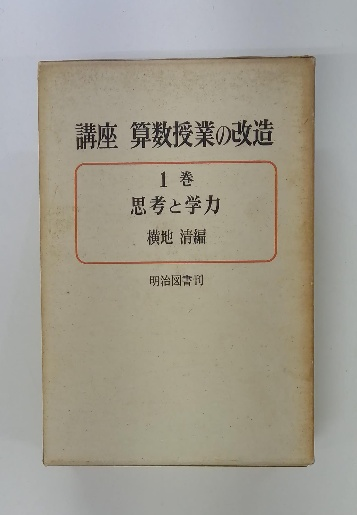 講座 算数授業の改造
1 巻
思考と学力
横地 清編
明治図書刊